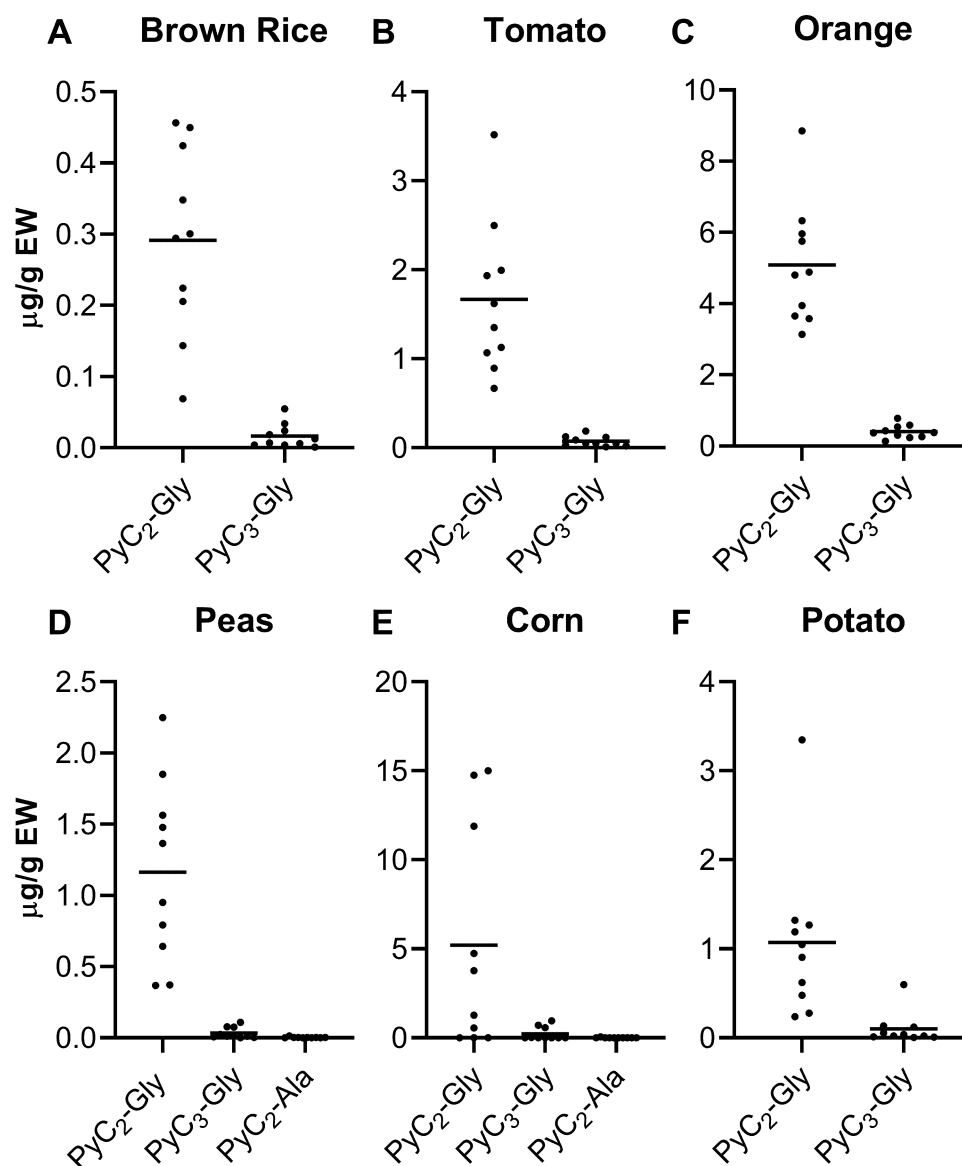 A Brown Rice B Tomato C Orange
μg/g EW
0.5
0.4
0.3
0.2
0.1
0.0
PyC₂-Gly
PyC₃-Gly
4
3
2
1
0
PyC₂-Gly
PyC₃-Gly
10
8
6
4
2
0
PyC₂-Gly
PyC₃-Gly
D Peas E Corn F Potato
μg/g EW
2.5
2.0
1.5
1.0
0.5
0.0
PyC₂-Gly
PyC₃-Gly
PyC₂-Ala
20
15
10
5
0
PyC₂-Gly
PyC₃-Gly
PyC₂-Ala
4
3
2
1
0
PyC₂-Gly
PyC₃-Gly